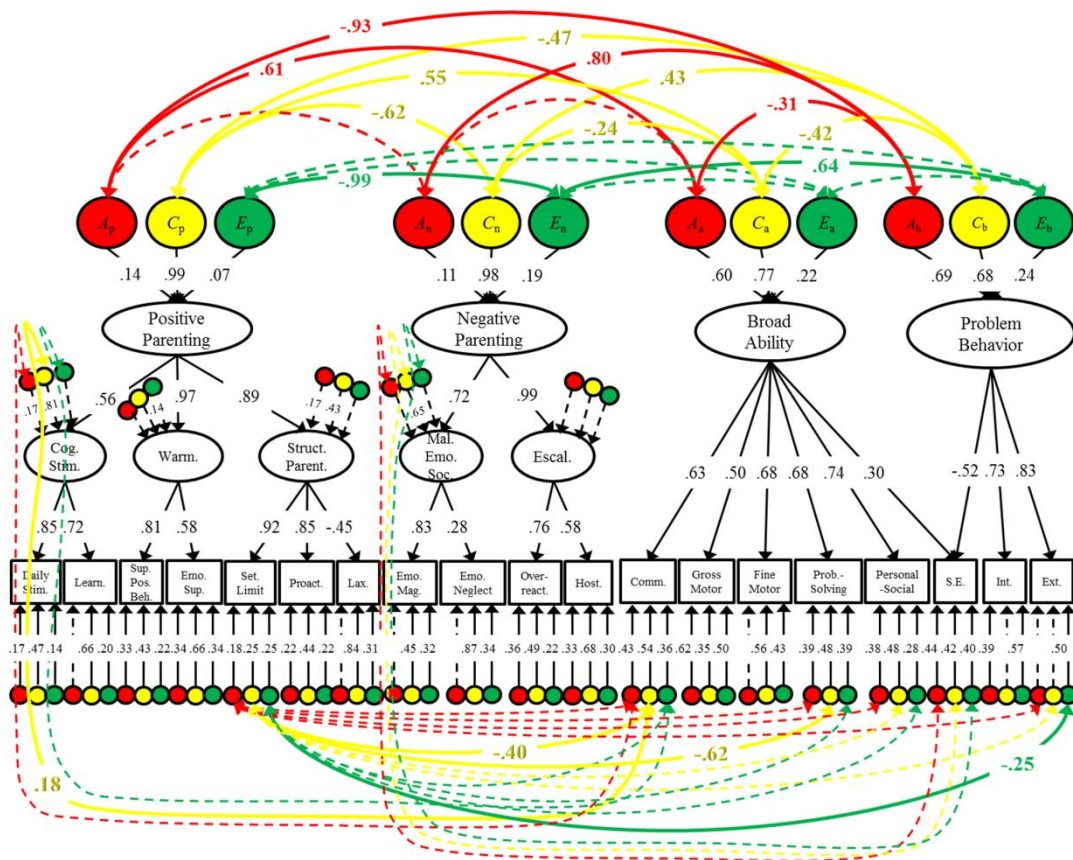 -.93
-.47
.61
.80
.55
.43
-.62
-.31
-.24
-.42
.64
-.99
Ap Cp Ep An Cn En Aa Ca Ea Ab Cb Eb
.14 .99 .07 .11 .98 .19 .60 .77 .22 .69 .68 .24
Positive
Parenting
Negative
Parenting
Broad
Ability
Problem
Behavior
.56 .97 .89 .72 .99
.17 .81 .14 .17 .43 .65
Cog.
Stim.
Warm.
Struct.
Parent.
Mal.
Emo.
Soc.
Escal.
.63 .50 .68 .68 .74 .30 -.52 .73 .83
.85 .72 .81 .58 .92 .85 -.45 .83 .28 .76 .58
Daily
Stim.
Learn.
Sup.
Pos.
Beh.
Emo.
Sup.
Set.
Limit
Proact.
Lax.
Emo.
Mag.
Emo.
Neglect
Over-
react.
Host.
Comm.
Gross
Motor
Fine
Motor
Prob.-
Solving
Personal
-Social
S.E.
Int.
Ext.
.17 .47 .14 .66 .20 .33 .43 .22 .34 .66 .34 .18 .25 .25 .22 .44 .22 .84 .31 .45 .32 .87 .34 .36 .49 .22 .33 .68 .30 .43 .54 .36 .62 .35 .50 .56 .43 .39 .48 .39 .38 .48 .28 .44 .42 .40 .39 .57 .50
-.40
-.62
-.25
.18